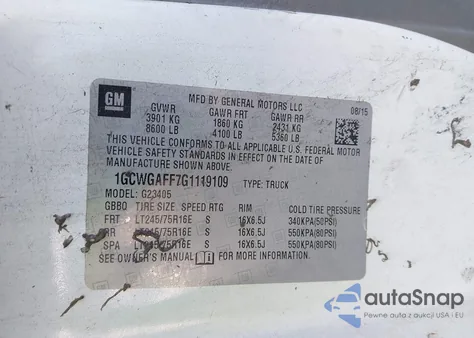 GM
MFD BY GENERAL MOTORS LLC
08/15
GVWR GAWR FRT GAWR RR
3901 KG 1860 KG 2431 KG
8600 LB 4100 LB 5360 LB
THIS VEHICLE CONFORMS TO ALL APPLICABLE U.S. FEDERAL MOTOR
VEHICLE SAFETY STANDARDS IN EFFECT ON THE DATE OF
MANUFACTURE SHOWN ABOVE.
1GCWGAFF7G1149109 TYPE: TRUCK
MODEL: G23405
GB80 TIRE SIZE SPEED RTG RIM COLD TIRE PRESSURE
FRT LT245/75R16E S 16X6.5J 340KPA(50PSI)
RR LT245/75R16E S 16X6.5J 550KPA(80PSI)
SPA LT245/75R16E S 16X6.5J 550KPA(80PSI)
SEE OWNER'S MANUAL FOR MORE INFORMATION.
autoSnap
Pewne auta z aukcji USA i EU